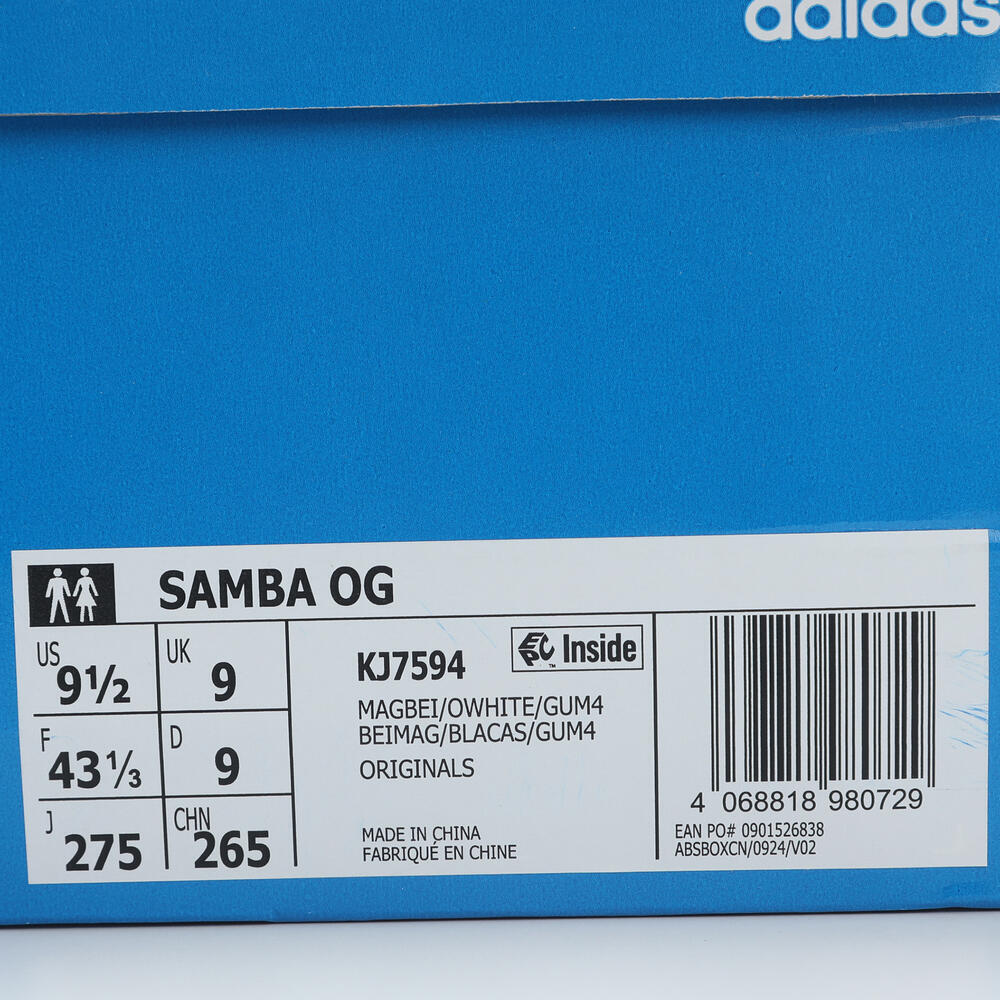 adidas
SAMBA OG
US 9½
UK 9
F 43⅓
D 9
J 275
CHN 265
KJ7594
EPC Inside
™
MAGBEI/OWHITE/GUM4
BEIMAG/BLACAS/GUM4
ORIGINALS
MADE IN CHINA
FABRIQUÉ EN CHINE
4 068818 980729
EAN PO# 0901526838
ABSBOXCN/0924/V02